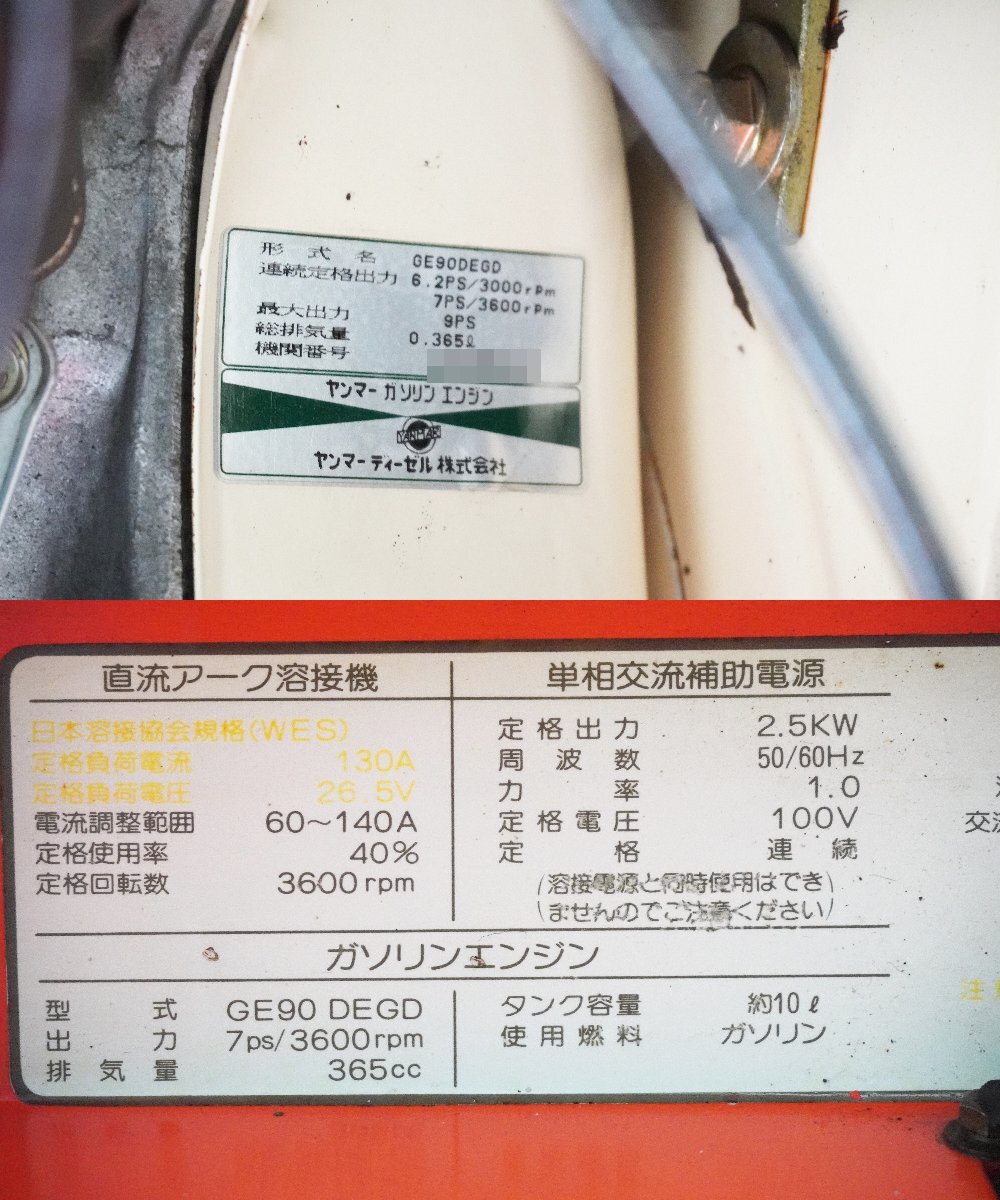 形式名 GE90DEGD
連続定格出力 6.2PS/3000rpm
7PS/3600rpm
最大出力 9PS
総排気量 0.365ℓ
機関番号
ヤンマーガソリンエンジン
YANMAR
ヤンマーディーゼル株式会社
直流アーク溶接機
日本溶接協会規格(WES)
定格負荷電流 130A
定格負荷電圧 26.5V
電流調整範囲 60~140A
定格使用率 40%
定格回転数 3600rpm
単相交流補助電源
定格出力 2.5KW
周波数 50/60Hz
力率 1.0
定格電圧 100V
定格 連続
(溶接電源と同時使用はでき
ませんのでご注意ください)
交流
注意
ガソリンエンジン
型式 GE90 DEGD
出力 7ps/3600rpm
排気量 365cc
タンク容量 約10ℓ
使用燃料 ガソリン